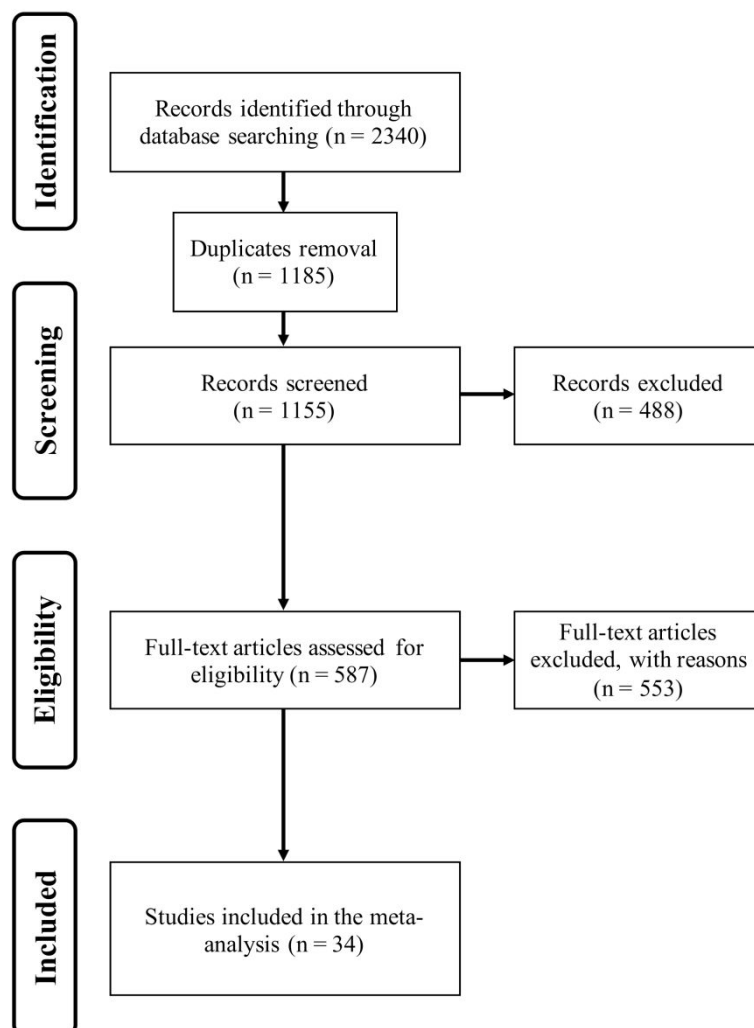 Identification
Records identified through
database searching (n = 2340)
Duplicates removal
(n = 1185)
Screening
Records screened
(n = 1155)
Records excluded
(n = 488)
Eligibility
Full-text articles assessed for
eligibility (n = 587)
Full-text articles
excluded, with reasons
(n = 553)
Included
Studies included in the meta-
analysis (n = 34)